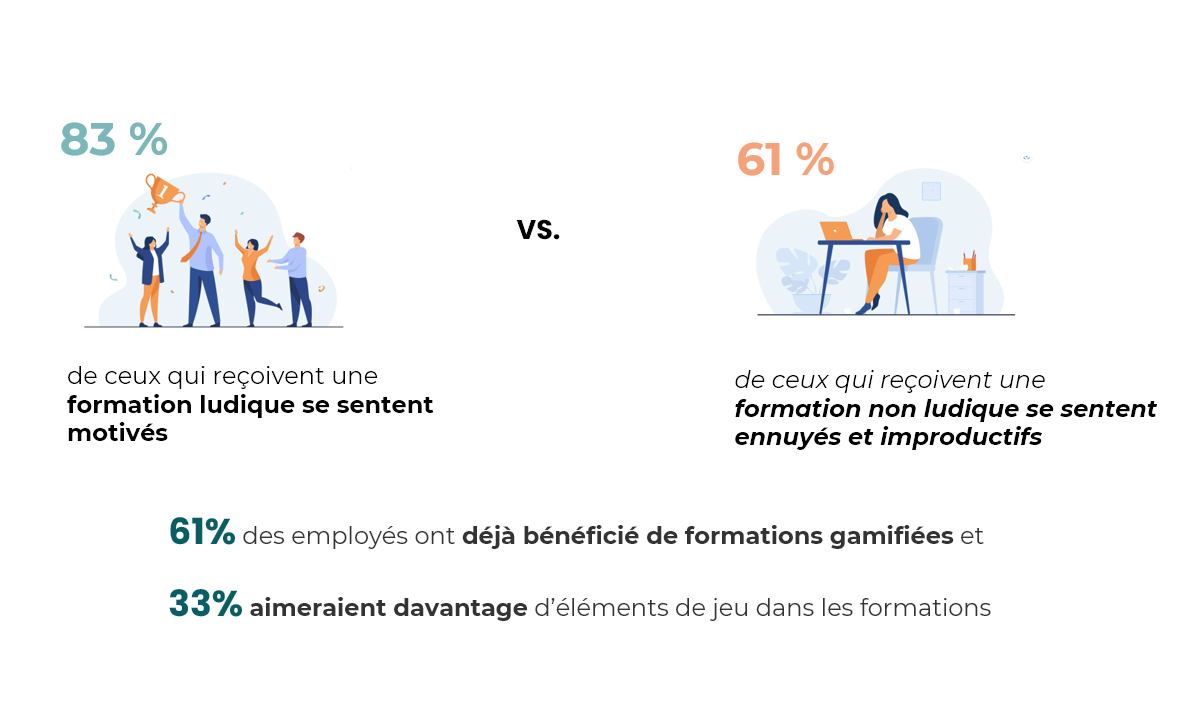 83 %
de ceux qui reçoivent une
formation ludique se sentent
motivés
vs.
61 %
de ceux qui reçoivent une
formation non ludique se sentent
ennuyés et improductifs
61% des employés ont déjà bénéficié de formations gamifiées et
33% aimeraient davantage d’éléments de jeu dans les formations